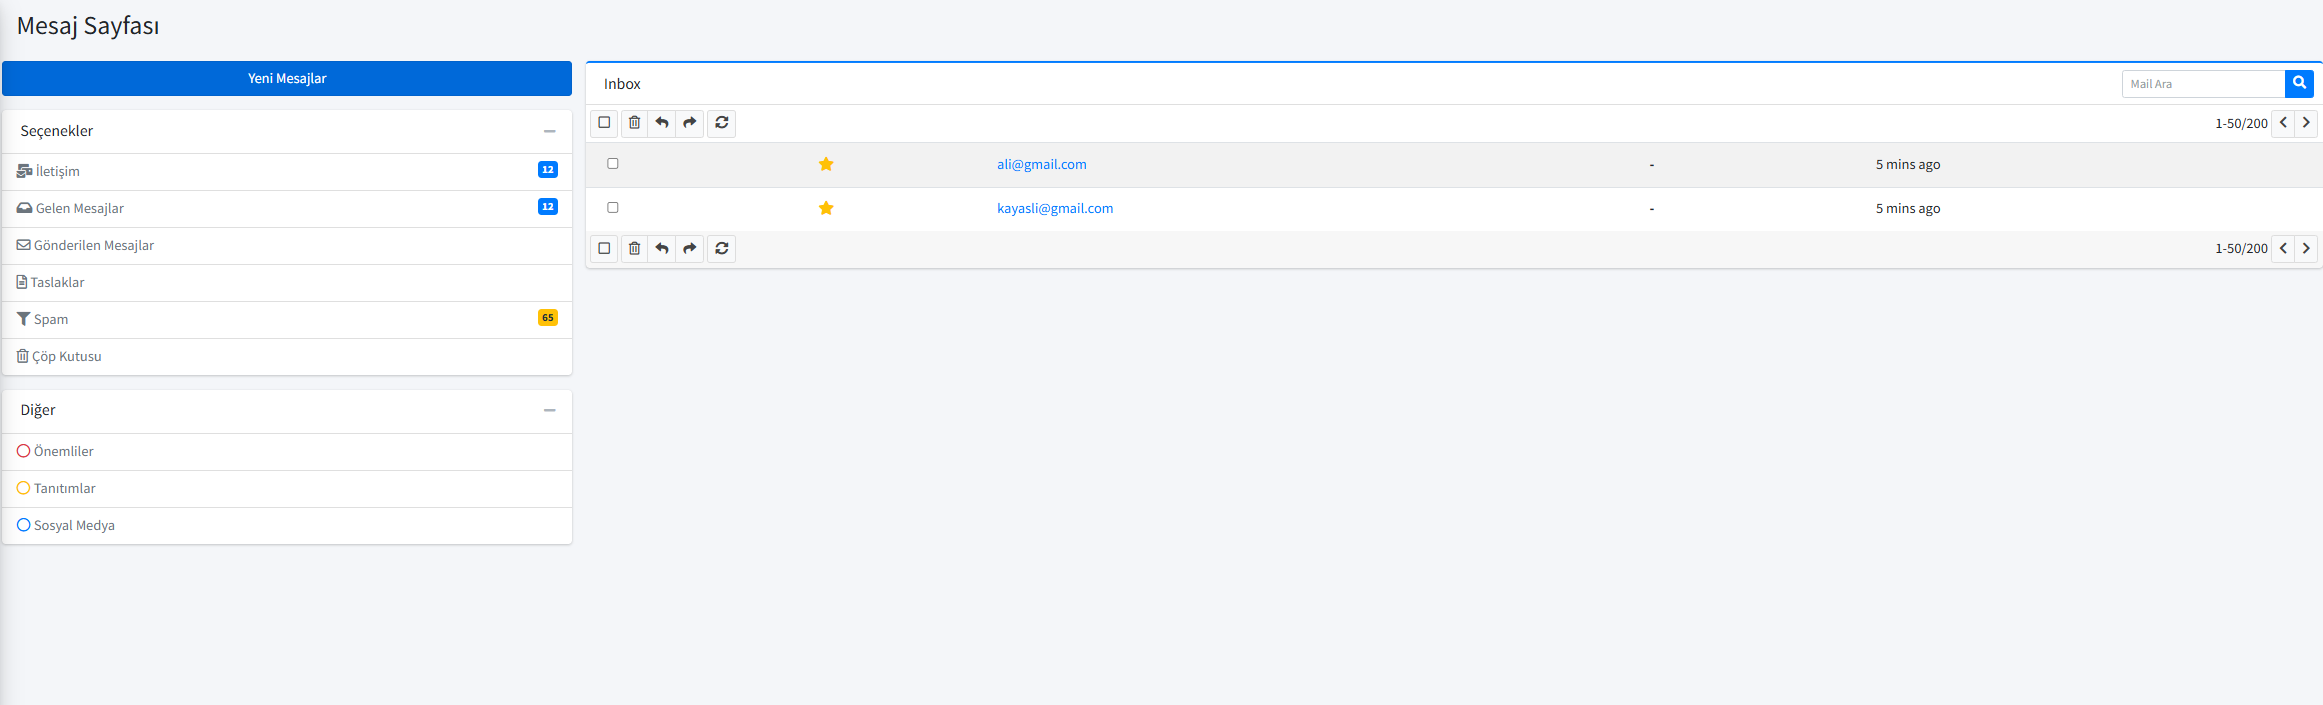 Mesaj Sayfası
Yeni Mesajlar
Seçenekler
İletişim 12
Gelen Mesajlar 12
Gönderilen Mesajlar
Taslaklar
Spam 65
Çöp Kutusu
Diğer
Önemliler
Tanıtımlar
Sosyal Medya
Inbox
Mail Ara
1-50/200
ali@gmail.com - 5 mins ago
kayasli@gmail.com - 5 mins ago
1-50/200